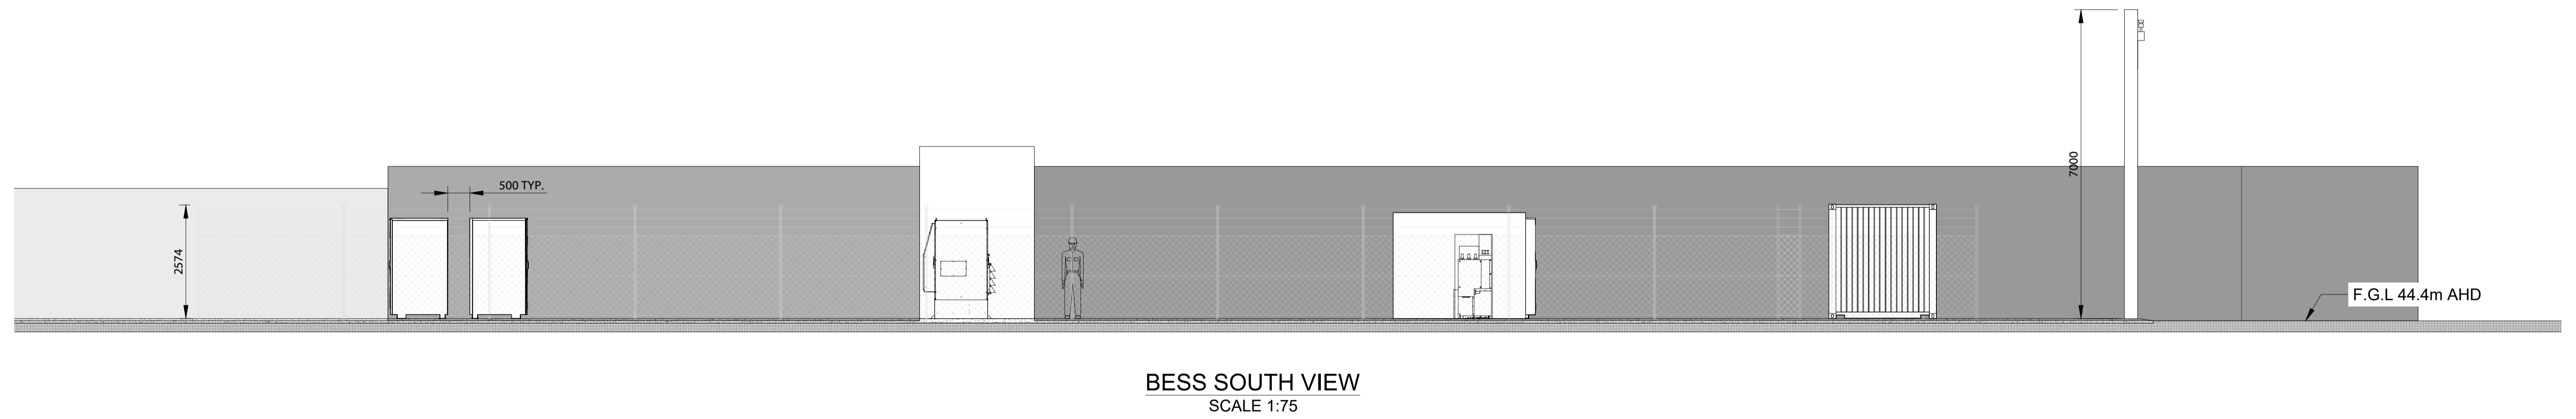 7000
500 TYP.
2574
F.G.L 44.4m AHD
BESS SOUTH VIEW
SCALE 1:75